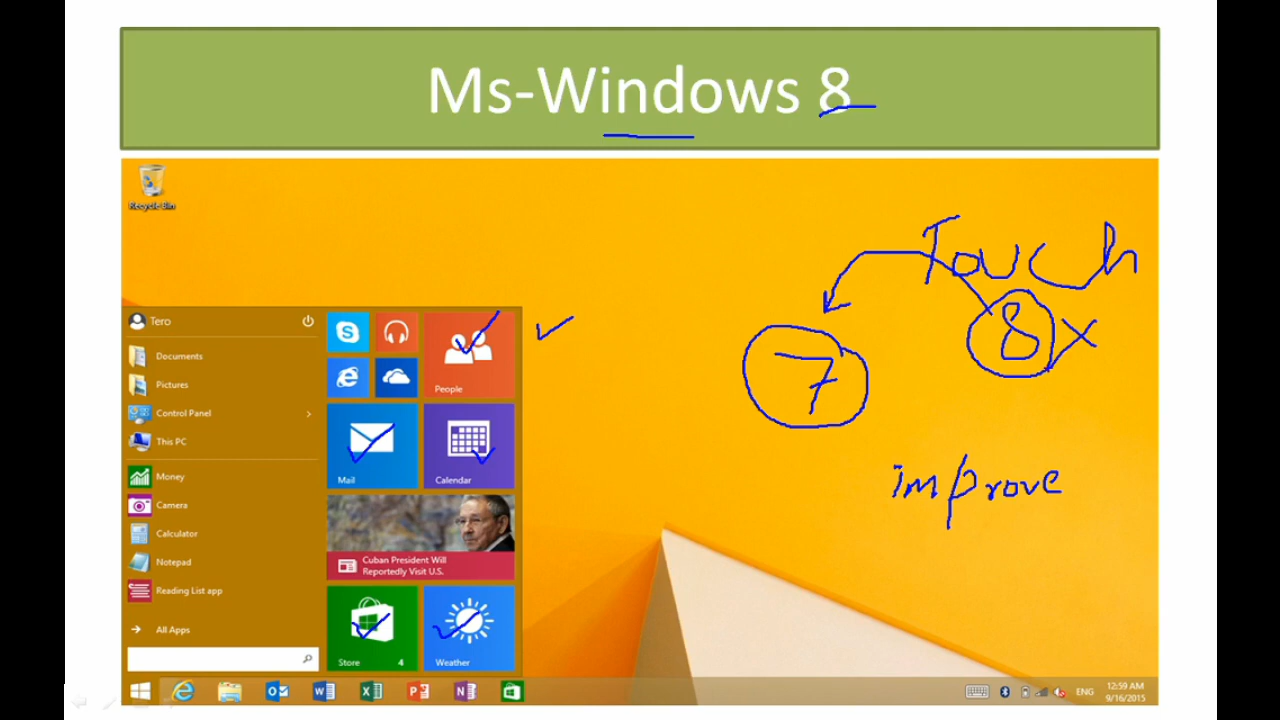 Ms-Windows 8
Recycle Bin
Touch
8 x
7
improve
Tero
Documents
Pictures
Control Panel
This PC
Money
Camera
Calculator
Notepad
Reading List app
All Apps
People
Mail
Calendar
Cuban President Will
Reportedly Visit U.S.
Store 4
Weather
ENG
12:59 AM
9/16/2015